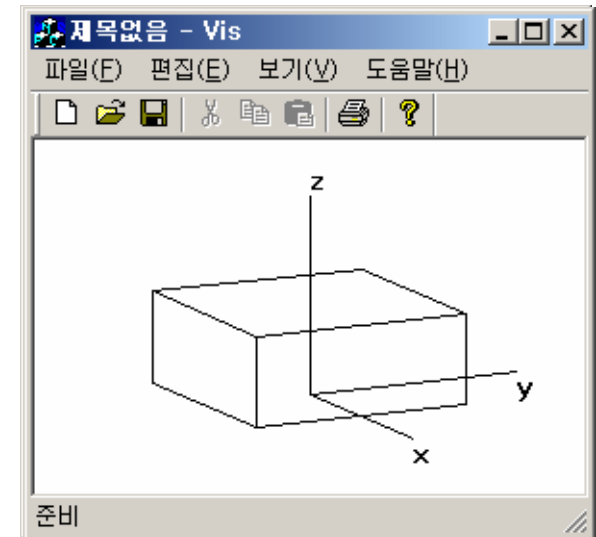 제목없음 - Vis
파일(F) 편집(E) 보기(V) 도움말(H)
z
y
x
준비